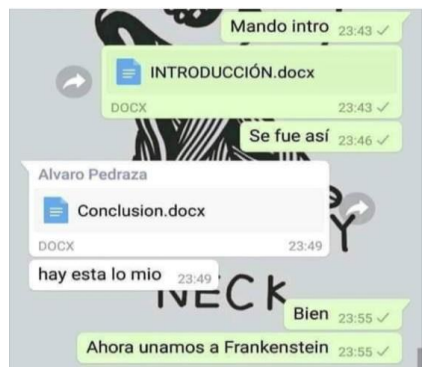 Mando intro 23:43
INTRODUCCIÓN.docx
DOCX 23:43
Se fue así 23:46
Alvaro Pedraza
Conclusion.docx
DOCX 23:49
hay esta lo mio 23:49
Y
NECK
Bien 23:55
Ahora unamos a Frankenstein 23:55